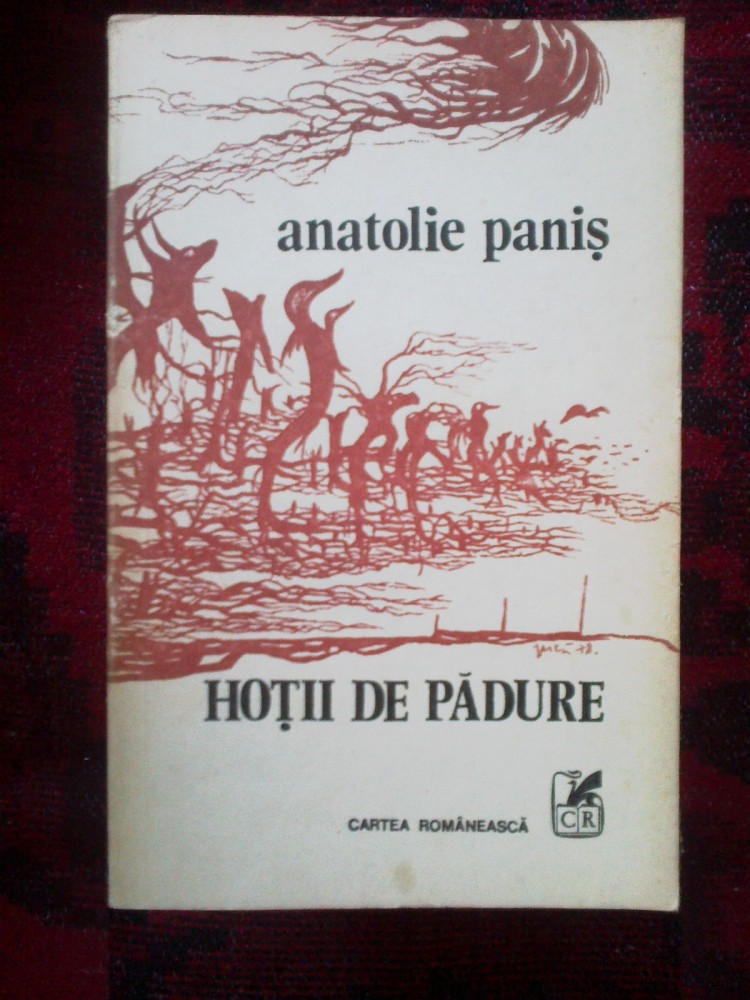 anatolie paniș
HOȚII DE PĂDURE
CARTEA ROMÂNEASCĂ
CR